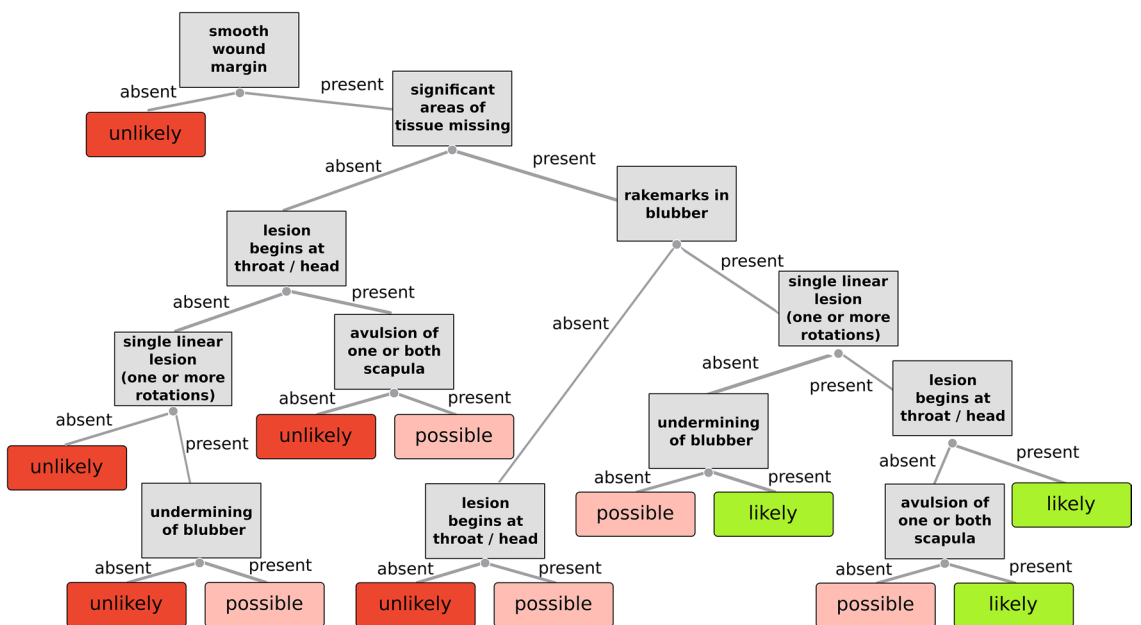 smooth
wound
margin
absent
present
unlikely
significant
areas of
tissue missing
absent
present
rakemarks in
blubber
lesion
begins at
throat / head
absent
present
absent
present
single linear
lesion
(one or more
rotations)
avulsion of
one or both
scapula
single linear
lesion
(one or more
rotations)
absent
present
absent
present
absent
present
unlikely
possible
unlikely
undermining
of blubber
lesion
begins at
throat / head
absent
present
absent
present
possible
likely
likely
undermining
of blubber
lesion
begins at
throat / head
avulsion of
one or both
scapula
absent
present
absent
present
absent
present
unlikely
possible
unlikely
possible
possible
likely